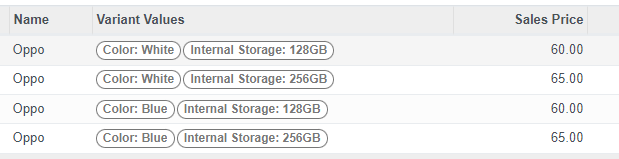 Name Variant Values Sales Price
Oppo Color: White Internal Storage: 128GB 60.00
Oppo Color: White Internal Storage: 256GB 65.00
Oppo Color: Blue Internal Storage: 128GB 60.00
Oppo Color: Blue Internal Storage: 256GB 65.00